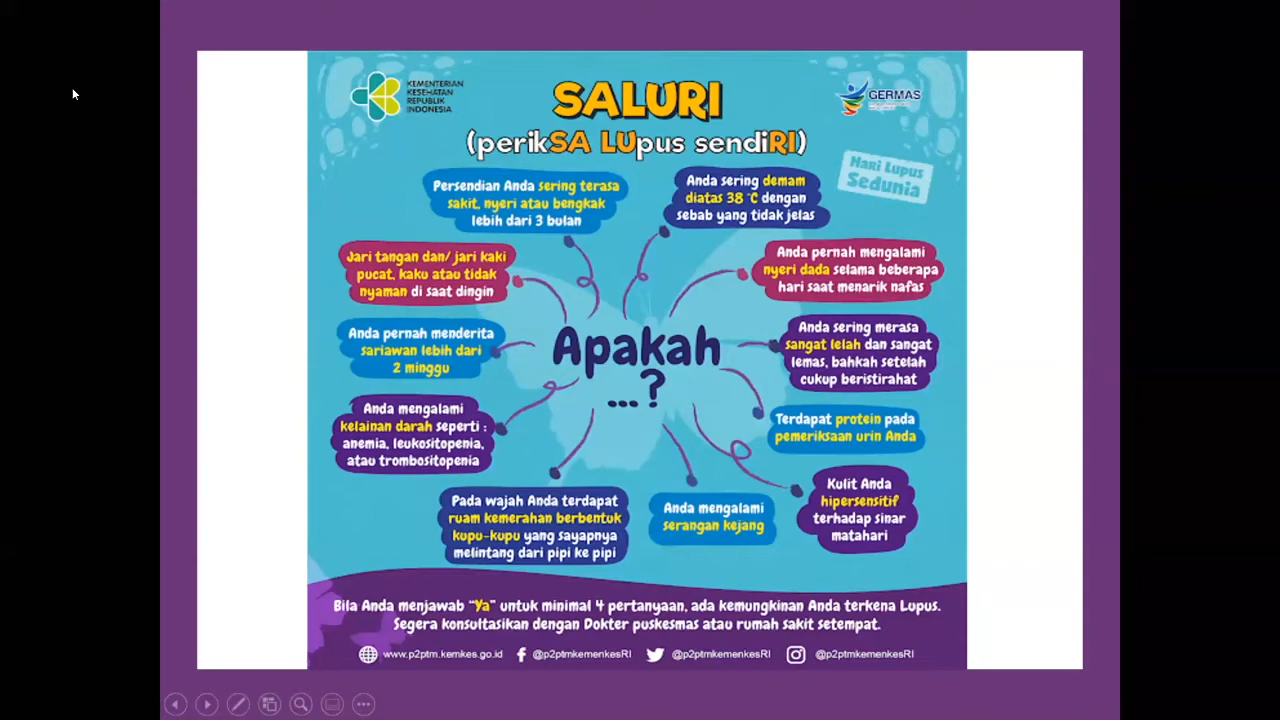 KEMENTERIAN
KESEHATAN
REPUBLIK
INDONESIA
SALURI
(perikSA LUpus sendiRI)
GERMAS
Hari Lupus
Sedunia
Persendian Anda sering terasa
sakit, nyeri atau bengkak
lebih dari 3 bulan
Anda sering demam
diatas 38 °C dengan
sebab yang tidak jelas
Jari tangan dan/ jari kaki
pucat, kaku atau tidak
nyaman di saat dingin
Anda pernah mengalami
nyeri dada selama beberapa
hari saat menarik nafas
Anda pernah menderita
sariawan lebih dari
2 minggu
Apakah
...?
Anda sering merasa
sangat lelah dan sangat
lemas, bahkah setelah
cukup beristirahat
Anda mengalami
kelainan darah seperti :
anemia, leukositopenia,
atau trombositopenia
Terdapat protein pada
pemeriksaan urin Anda
Pada wajah Anda terdapat
ruam kemerahan berbentuk
kupu-kupu yang sayapnya
melintang dari pipi ke pipi
Anda mengalami
serangan kejang
Kulit Anda
hipersensitif
terhadap sinar
matahari
Bila Anda menjawab “Ya” untuk minimal 4 pertanyaan, ada kemungkinan Anda terkena Lupus.
Segera konsultasikan dengan Dokter puskesmas atau rumah sakit setempat.
www.p2ptm.kemkes.go.id @p2ptmkemenkesRI @p2ptmkemenkesRI @p2ptmkemenkesRI